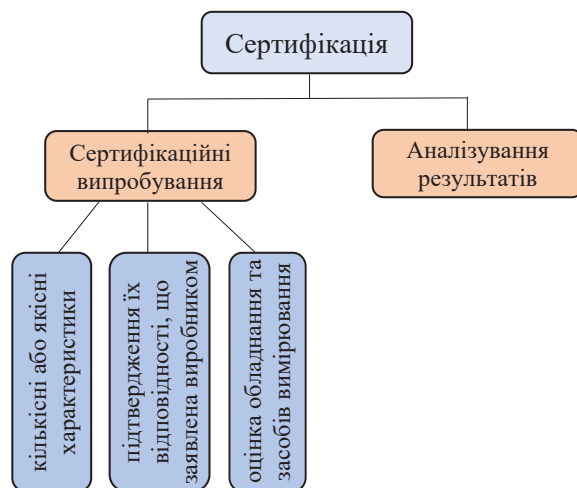 Сертифікація
Сертифікаційні
випробування
Аналізування
результатів
кількісні або якісні
характеристики
підтвердження їх
відповідності, що
заявлена виробником
оцінка обладнання та
засобів вимірювання